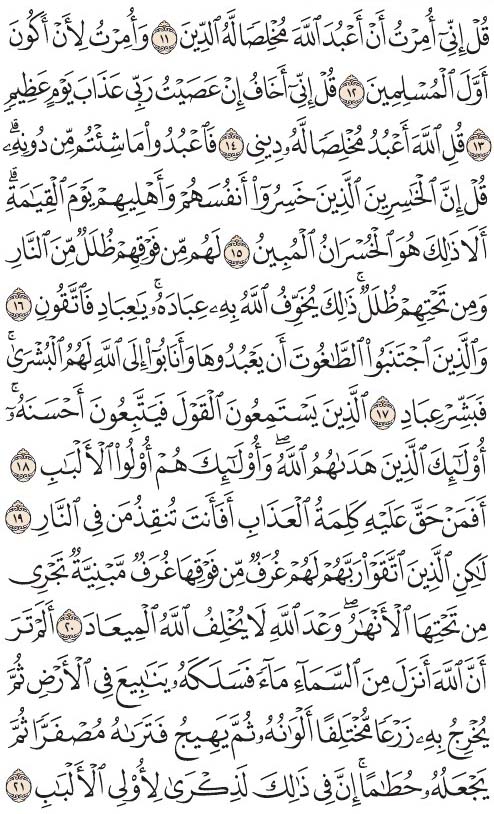 قُلۡ إِنِّيٓ أُمِرۡتُ أَنۡ أَعۡبُدَ ٱللَّهَ مُخۡلِصٗا لَّهُ ٱلدِّينَ ١١ وَأُمِرۡتُ لِأَنۡ أَكُونَ
أَوَّلَ ٱلۡمُسۡلِمِينَ ١٢ قُلۡ إِنِّيٓ أَخَافُ إِنۡ عَصَيۡتُ رَبِّي عَذَابَ يَوۡمٍ عَظِيمٖ
١٣ قُلِ ٱللَّهَ أَعۡبُدُ مُخۡلِصٗا لَّهُۥ دِينِي ١٤ فَٱعۡبُدُواْ مَا شِئۡتُم مِّن دُونِهِۦۗ
قُلۡ إِنَّ ٱلۡخَٰسِرِينَ ٱلَّذِينَ خَسِرُوٓاْ أَنفُسَهُمۡ وَأَهۡلِيهِمۡ يَوۡمَ ٱلۡقِيَٰمَةِۗ
أَلَا ذَٰلِكَ هُوَ ٱلۡخُسۡرَانُ ٱلۡمُبِينُ ١٥ لَهُم مِّن فَوۡقِهِمۡ ظُلَلٞ مِّنَ ٱلنَّارِ
وَمِن تَحۡتِهِمۡ ظُلَلٞۚ ذَٰلِكَ يُخَوِّفُ ٱللَّهُ بِهِۦ عِبَادَهُۥۚ يَٰعِبَادِ فَٱتَّقُونِ ١٦
وَٱلَّذِينَ ٱجۡتَنَبُواْ ٱلطَّٰغُوتَ أَن يَعۡبُدُوهَا وَأَنَابُوٓاْ إِلَى ٱللَّهِ لَهُمُ ٱلۡبُشۡرَىٰۚ
فَبَشِّرۡ عِبَادِ ١٧ ٱلَّذِينَ يَسۡتَمِعُونَ ٱلۡقَوۡلَ فَيَتَّبِعُونَ أَحۡسَنَهُۥٓۚ
أُوْلَٰٓئِكَ ٱلَّذِينَ هَدَىٰهُمُ ٱللَّهُۖ وَأُوْلَٰٓئِكَ هُمۡ أُوْلُواْ ٱلۡأَلۡبَٰبِ ١٨
أَفَمَنۡ حَقَّ عَلَيۡهِ كَلِمَةُ ٱلۡعَذَابِ أَفَأَنتَ تُنقِذُ مَن فِي ٱلنَّارِ ١٩
لَٰكِنِ ٱلَّذِينَ ٱتَّقَوۡاْ رَبَّهُمۡ لَهُمۡ غُرَفٞ مِّن فَوۡقِهَا غُرَفٞ مَّبۡنِيَّةٞ تَجۡرِي
مِن تَحۡتِهَا ٱلۡأَنۡهَٰرُۖ وَعۡدَ ٱللَّهِ لَا يُخۡلِفُ ٱللَّهُ ٱلۡمِيعَادَ ٢٠ أَلَمۡ تَرَ
أَنَّ ٱللَّهَ أَنزَلَ مِنَ ٱلسَّمَآءِ مَآءٗ فَسَلَكَهُۥ يَنَٰبِيعَ فِي ٱلۡأَرۡضِ ثُمَّ
يُخۡرِجُ بِهِۦ زَرۡعٗا مُّخۡتَلِفًا أَلۡوَٰنُهُۥ ثُمَّ يَهِيجُ فَتَرَىٰهُ مُصۡفَرّٗا ثُمَّ
يَجۡعَلُهُۥ حُطَٰمًاۚ إِنَّ فِي ذَٰلِكَ لَذِكۡرَىٰ لِأُوْلِي ٱلۡأَلۡبَٰبِ ٢١